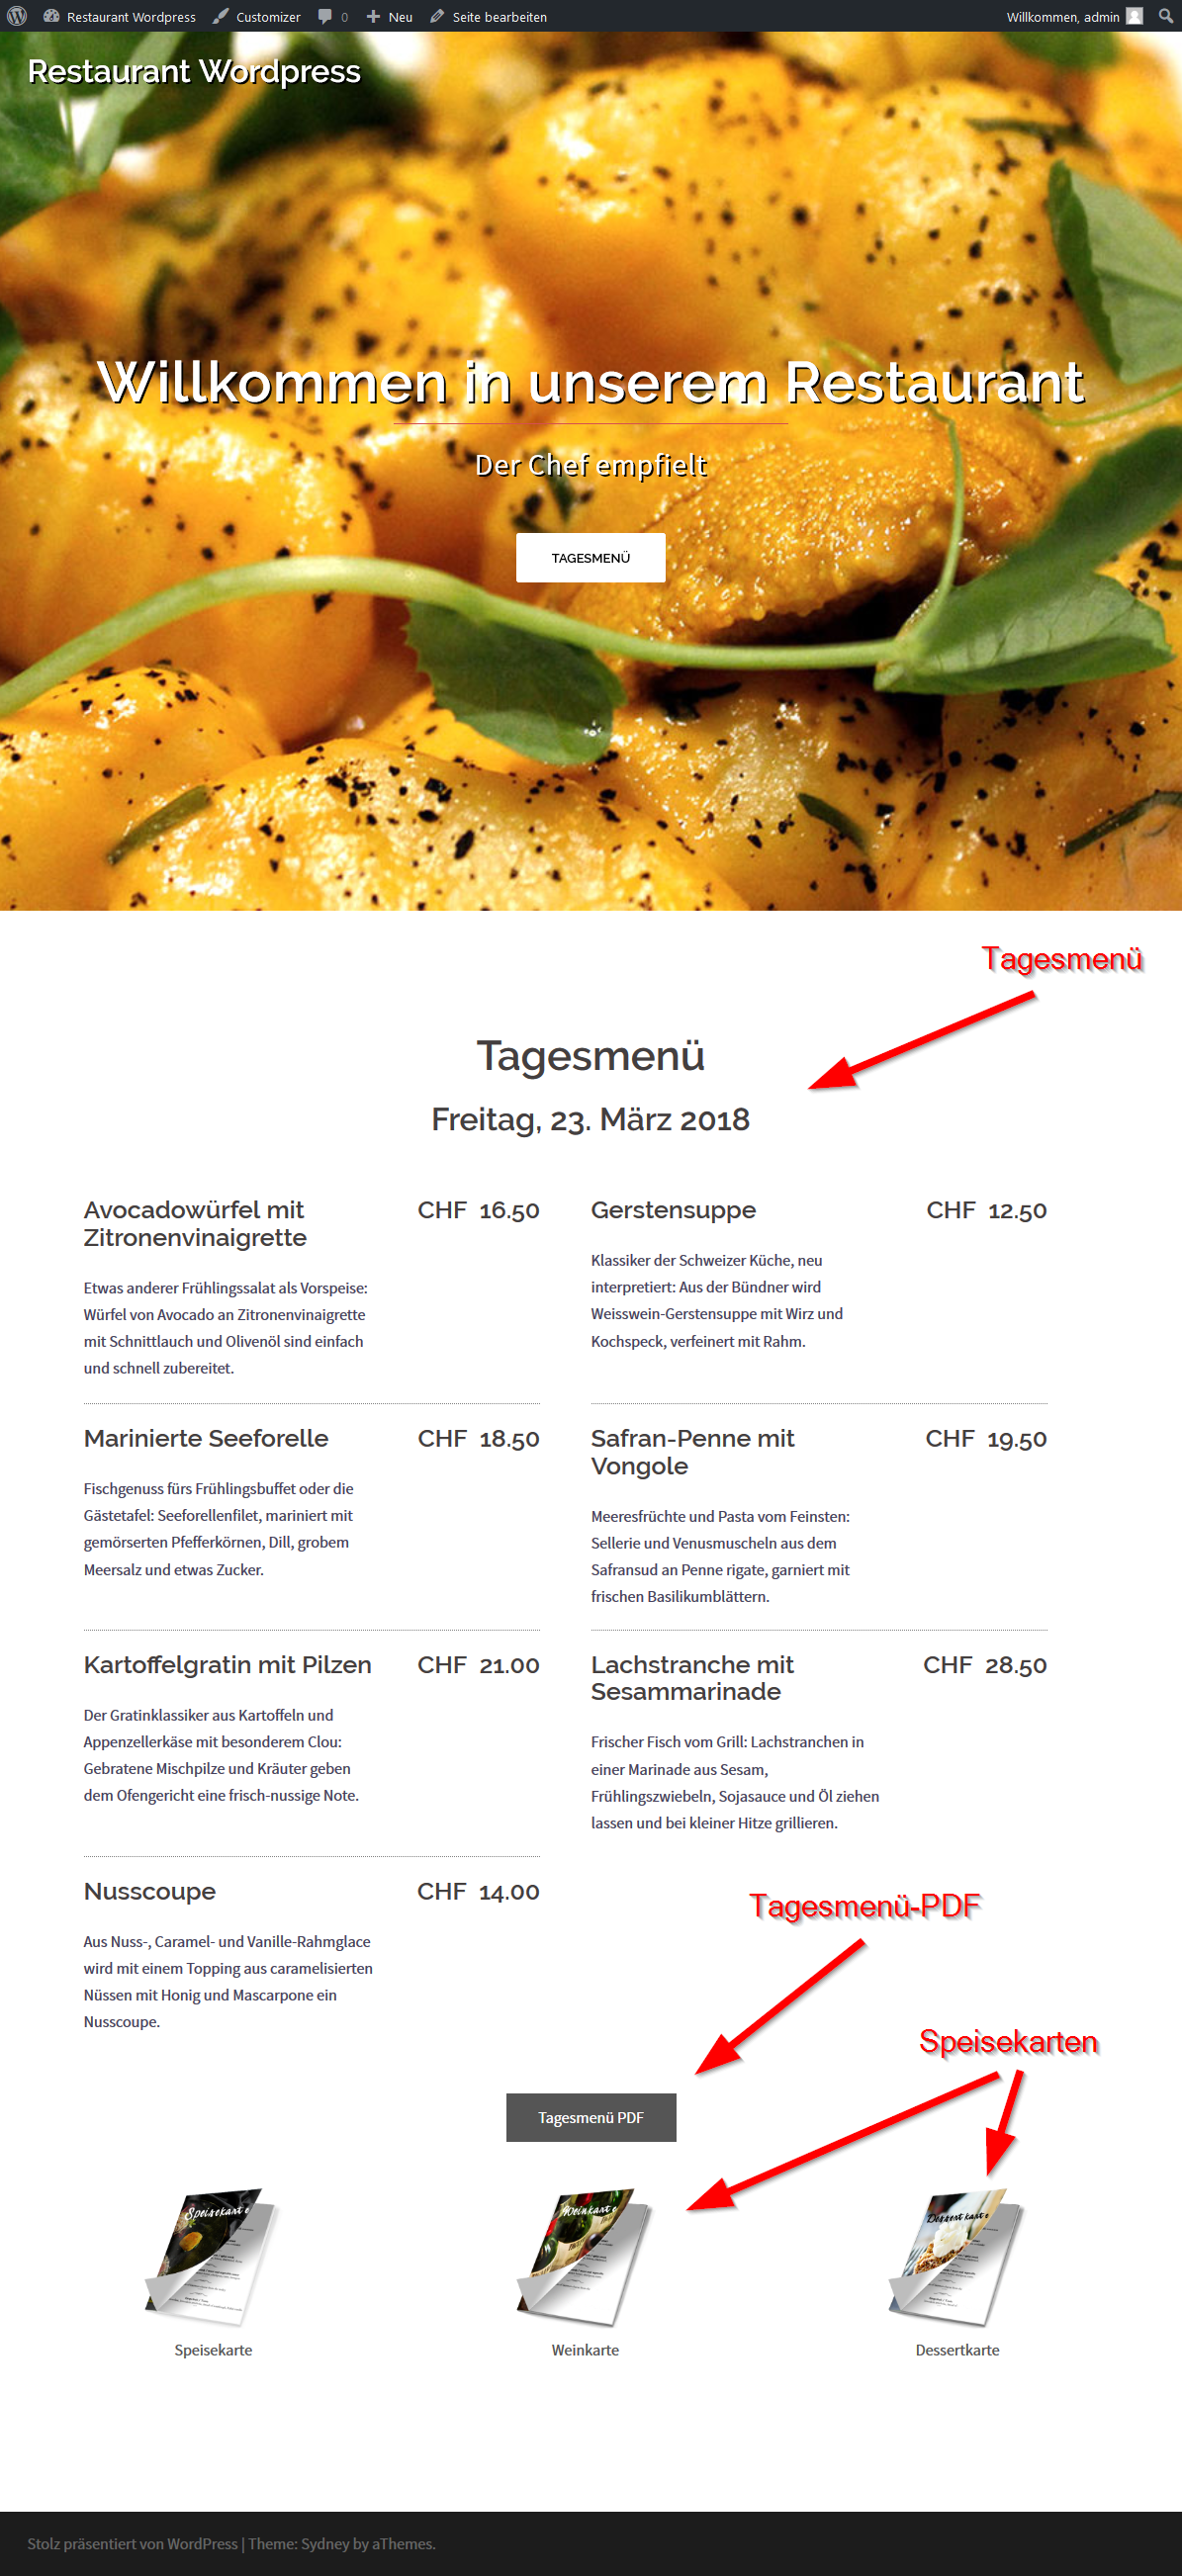 Restaurant Wordpress Customizer 0 Neu Seite bearbeiten Willkommen, admin
Restaurant Wordpress
Willkommen in unserem Restaurant
Der Chef empfielt
TAGESMENÜ
Tagesmenü
Tagesmenü
Freitag, 23. März 2018
Avocadowürfel mit CHF 16.50
Zitronenvinaigrette
Etwas anderer Frühlingssalat als Vorspeise:
Würfel von Avocado an Zitronenvinaigrette
mit Schnittlauch und Olivenöl sind einfach
und schnell zubereitet.
Gerstensuppe CHF 12.50
Klassiker der Schweizer Küche, neu
interpretiert: Aus der Bündner wird
Weisswein-Gerstensuppe mit Wirz und
Kochspeck, verfeinert mit Rahm.
Marinierte Seeforelle CHF 18.50
Fischgenuss fürs Frühlingsbuffet oder die
Gästetafel: Seeforellenfilet, mariniert mit
gemörserten Pfefferkörnen, Dill, grobem
Meersalz und etwas Zucker.
Safran-Penne mit CHF 19.50
Vongole
Meeresfrüchte und Pasta vom Feinsten:
Sellerie und Venusmuscheln aus dem
Safransud an Penne rigate, garniert mit
frischen Basilikumblättern.
Kartoffelgratin mit Pilzen CHF 21.00
Der Gratinklassiker aus Kartoffeln und
Appenzellerkäse mit besonderem Clou:
Gebratene Mischpilze und Kräuter geben
dem Ofengericht eine frisch-nussige Note.
Lachstranche mit CHF 28.50
Sesammarinade
Frischer Fisch vom Grill: Lachstranchen in
einer Marinade aus Sesam,
Frühlingszwiebeln, Sojasauce und Öl ziehen
lassen und bei kleiner Hitze grillieren.
Nusscoupe CHF 14.00
Aus Nuss-, Caramel- und Vanille-Rahmglace
wird mit einem Topping aus caramelisierten
Nüssen mit Honig und Mascarpone ein
Nusscoupe.
Tagesmenü-PDF
Speisekarten
Tagesmenü PDF
Speisekarte
Weinkarte
Dessertkarte
Speisekarte
Weinkarte
Dessertkarte
Stolz präsentiert von WordPress | Theme: Sydney by aThemes.